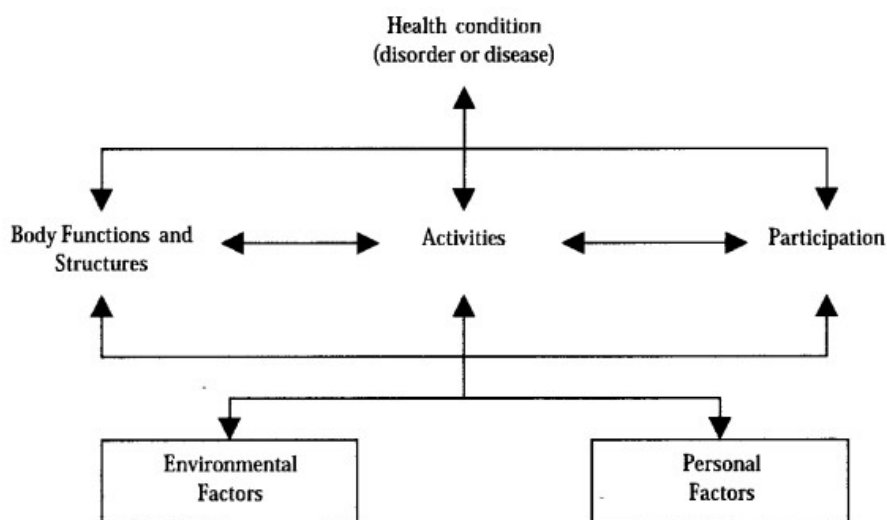 Health condition
(disorder or disease)
Body Functions and
Structures
Activities
Participation
Environmental
Factors
Personal
Factors